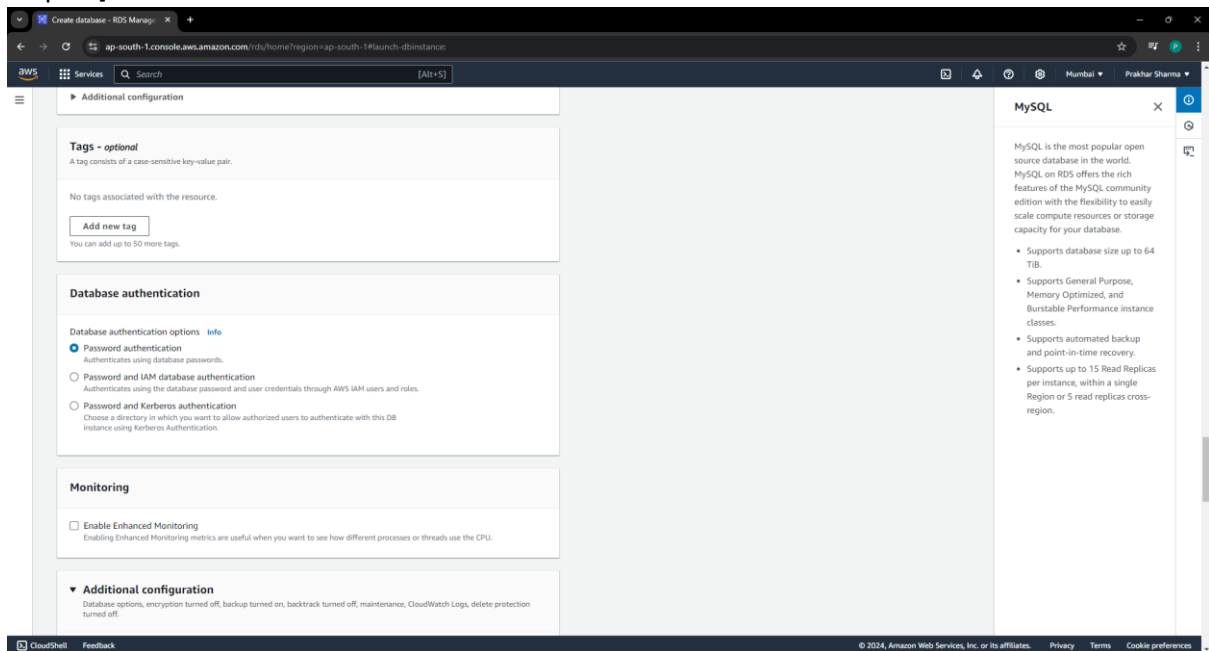 Create database - RDS Manage
ap-south-1.console.aws.amazon.com/rds/home?region=ap-south-1#launch-dbinstance:
aws
Services
Search
[Alt+S]
Mumbai
Prakhar Sharma
Additional configuration
Tags - optional
A tag consists of a case-sensitive key-value pair.
No tags associated with the resource.
Add new tag
You can add up to 50 more tags.
Database authentication
Database authentication options Info
Password authentication
Authenticates using database passwords.
Password and IAM database authentication
Authenticates using the database password and user credentials through AWS IAM users and roles.
Password and Kerberos authentication
Choose a directory in which you want to allow authorized users to authenticate with this DB
instance using Kerberos Authentication.
Monitoring
Enable Enhanced Monitoring
Enabling Enhanced Monitoring metrics are useful when you want to see how different processes or threads use the CPU.
Additional configuration
Database options, encryption turned off, backup turned on, backtrack turned off, maintenance, CloudWatch Logs, delete protection
turned off.
MySQL
MySQL is the most popular open
source database in the world.
MySQL on RDS offers the rich
features of the MySQL community
edition with the flexibility to easily
scale compute resources or storage
capacity for your database.
• Supports database size up to 64
TiB.
• Supports General Purpose,
Memory Optimized, and
Burstable Performance instance
classes.
• Supports automated backup
and point-in-time recovery.
• Supports up to 15 Read Replicas
per instance, within a single
Region or 5 read replicas cross-
region.
CloudShell
Feedback
© 2024, Amazon Web Services, Inc. or its affiliates.
Privacy
Terms
Cookie preferences